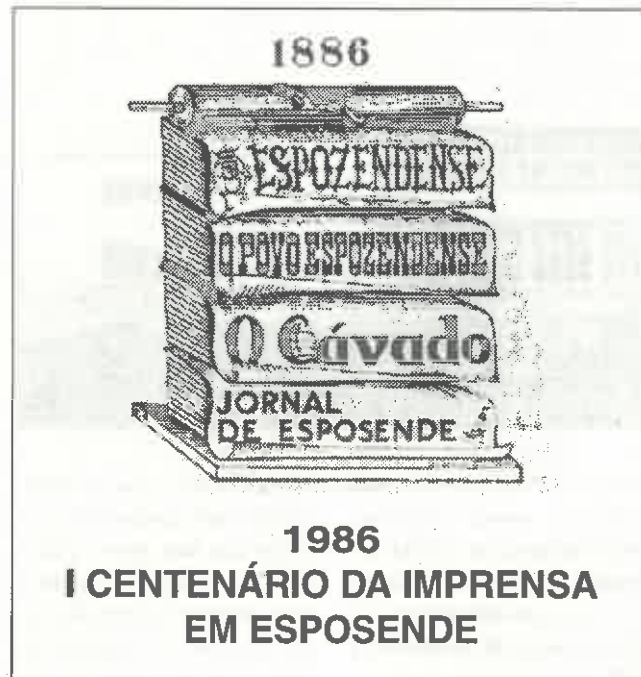 1886
ESPOZENDENSE
O POVO ESPOZENDENSE
O Cávado
JORNAL
DE ESPOSENDE
1986
I CENTENÁRIO DA IMPRENSA
EM ESPOSENDE